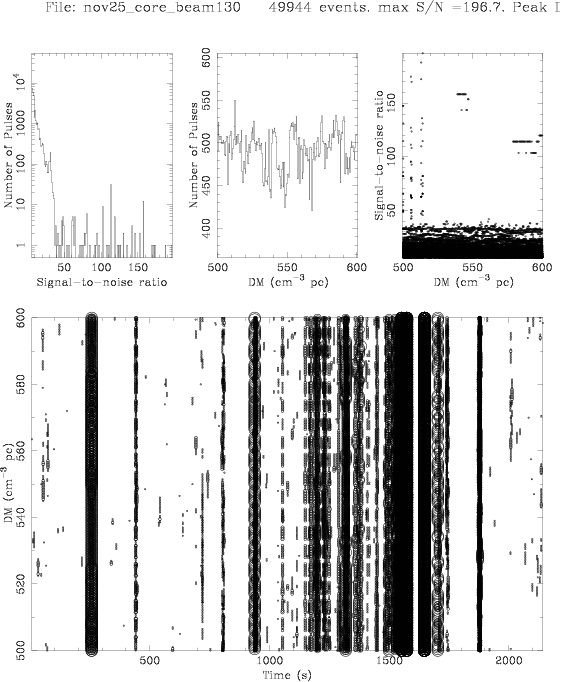 File: nov25_core_beam130 49944 events. max S/N =196.7. Peak
Number of Pulses
1 10 100 1000 10^4
50 100 150
Signal-to-noise ratio
Number of Pulses
400 450 500 550 600
500 550 600
DM (cm^-3 pc)
Signal-to-noise ratio
50 100 150
500 550 600
DM (cm^-3 pc)
DM (cm^-3 pc)
500 520 540 560 580 600
500 1000 1500 2000
Time (s)